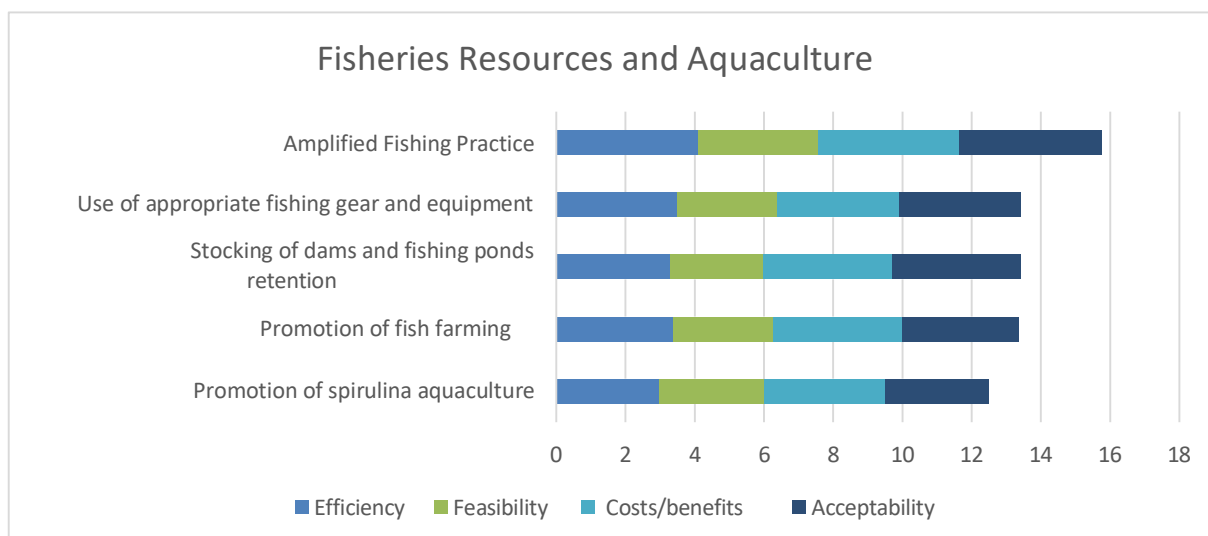 Fisheries Resources and Aquaculture
Amplified Fishing Practice
Use of appropriate fishing gear and equipment
Stocking of dams and fishing ponds
retention
Promotion of fish farming
Promotion of spirulina aquaculture
0 2 4 6 8 10 12 14 16 18
Efficiency Feasibility Costs/benefits Acceptability